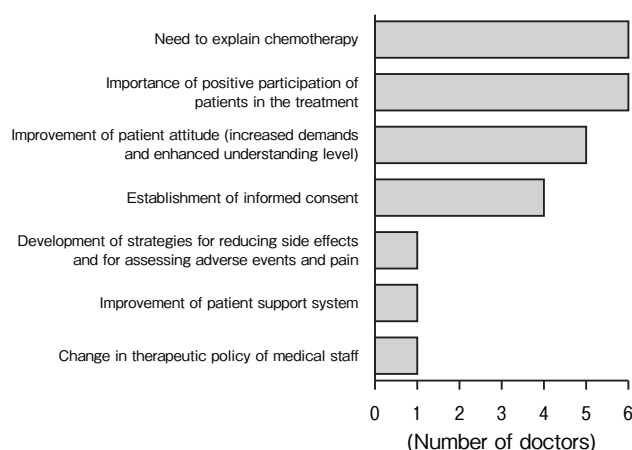 Need to explain chemotherapy
Importance of positive participation of
patients in the treatment
Improvement of patient attitude (increased demands
and enhanced understanding level)
Establishment of informed consent
Development of strategies for reducing side effects
and for assessing adverse events and pain
Improvement of patient support system
Change in therapeutic policy of medical staff
0 1 2 3 4 5 6
(Number of doctors)